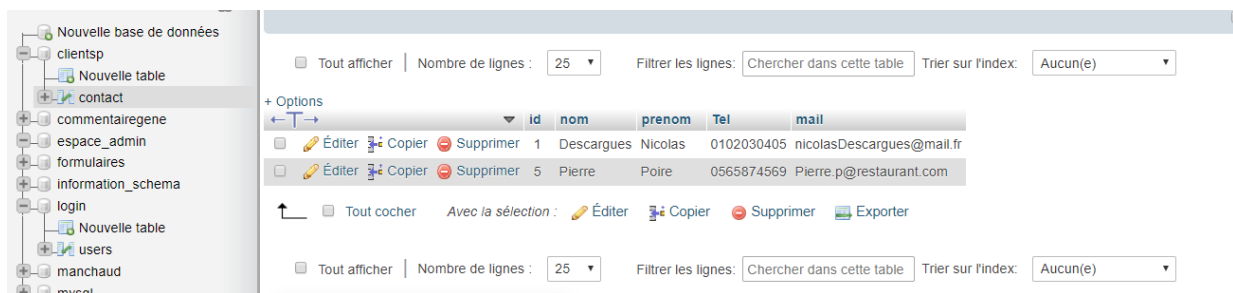 Nouvelle base de données
clientsp
Nouvelle table
contact
commentairegene
espace_admin
formulaires
information_schema
login
Nouvelle table
users
manchaud
mysql
Tout afficher | Nombre de lignes : 25 Filtrer les lignes: Chercher dans cette table Trier sur l'index: Aucun(e)
+ Options
←T→ id nom prenom Tel mail
Éditer Copier Supprimer 1 Descargues Nicolas 0102030405 nicolasDescargues@mail.fr
Éditer Copier Supprimer 5 Pierre Poire 0565874569 Pierre.p@restaurant.com
Tout cocher Avec la sélection : Éditer Copier Supprimer Exporter
Tout afficher | Nombre de lignes : 25 Filtrer les lignes: Chercher dans cette table Trier sur l'index: Aucun(e)